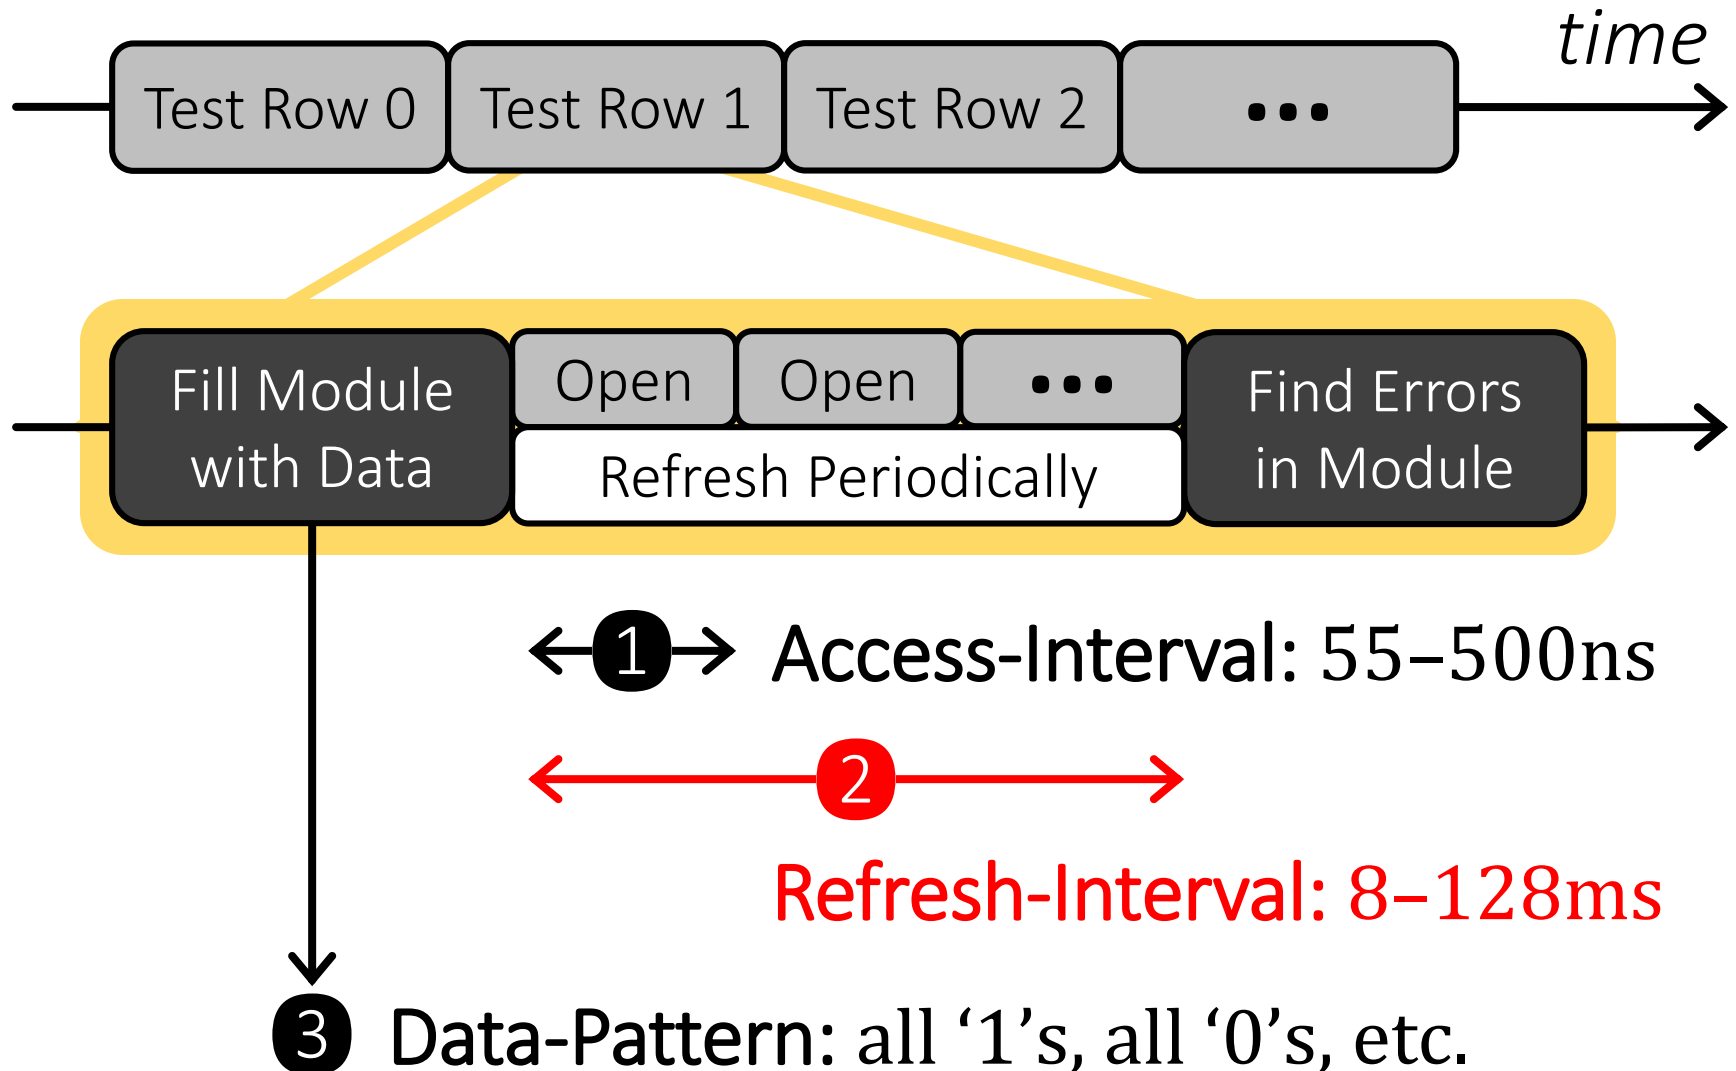 time
Test Row 0
Test Row 1
Test Row 2
...
Fill Module
with Data
Open
Open
...
Refresh Periodically
Find Errors
in Module
1 Access-Interval: 55–500ns
2
Refresh-Interval: 8–128ms
3 Data-Pattern: all ‘1’s, all ‘0’s, etc.